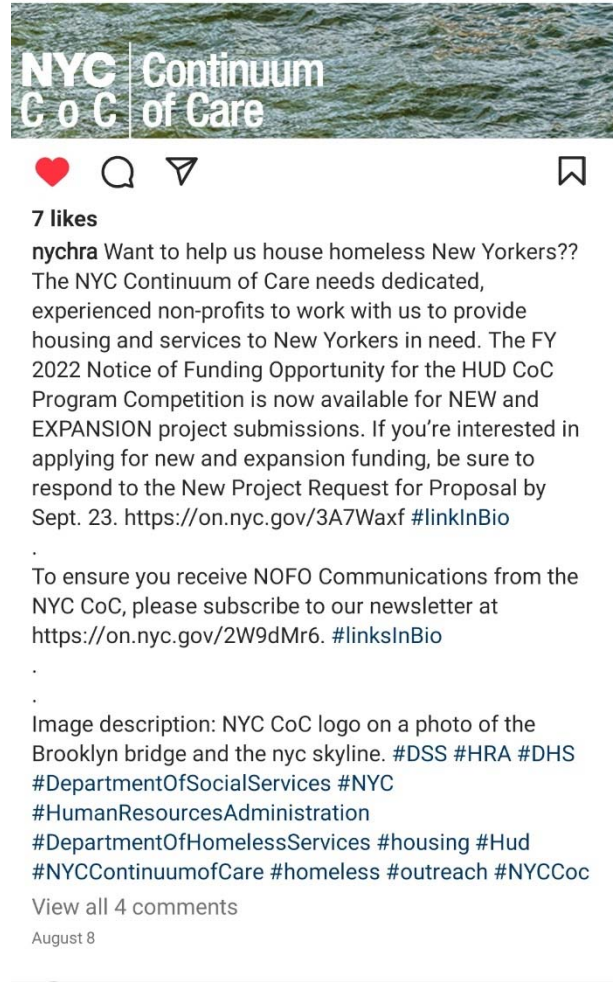 NYC Continuum
CoC of Care
7 likes
nychra Want to help us house homeless New Yorkers??
The NYC Continuum of Care needs dedicated,
experienced non-profits to work with us to provide
housing and services to New Yorkers in need. The FY
2022 Notice of Funding Opportunity for the HUD CoC
Program Competition is now available for NEW and
EXPANSION project submissions. If you’re interested in
applying for new and expansion funding, be sure to
respond to the New Project Request for Proposal by
Sept. 23. https://on.nyc.gov/3A7Waxf #linkInBio
.
To ensure you receive NOFO Communications from the
NYC CoC, please subscribe to our newsletter at
https://on.nyc.gov/2W9dMr6. #linksInBio
.
.
Image description: NYC CoC logo on a photo of the
Brooklyn bridge and the nyc skyline. #DSS #HRA #DHS
#DepartmentOfSocialServices #NYC
#HumanResourcesAdministration
#DepartmentOfHomelessServices #housing #Hud
#NYCContinuumofCare #homeless #outreach #NYCCoc
View all 4 comments
August 8